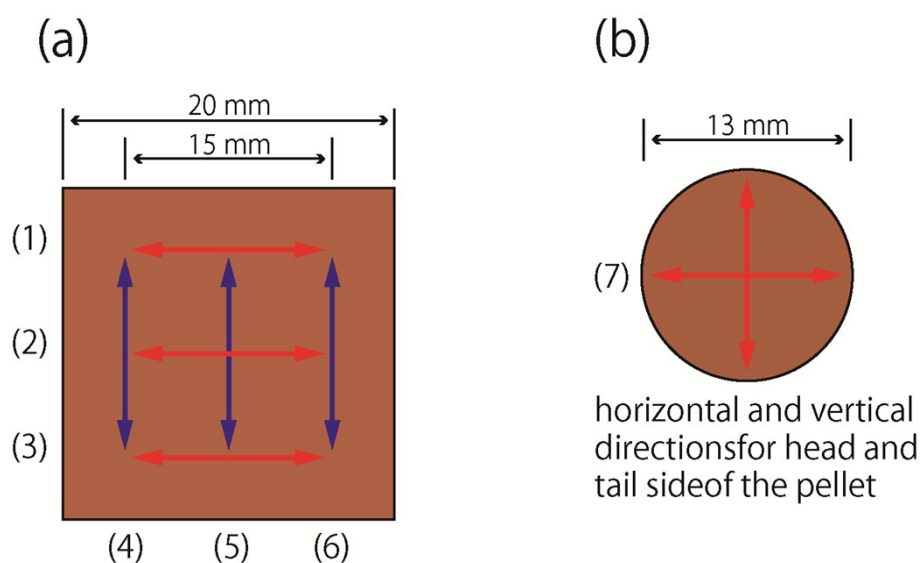 (a)
20 mm
15 mm
(1)
(2)
(3)
(4) (5) (6)
(b)
13 mm
(7)
horizontal and vertical
directionsfor head and
tail sideof the pellet